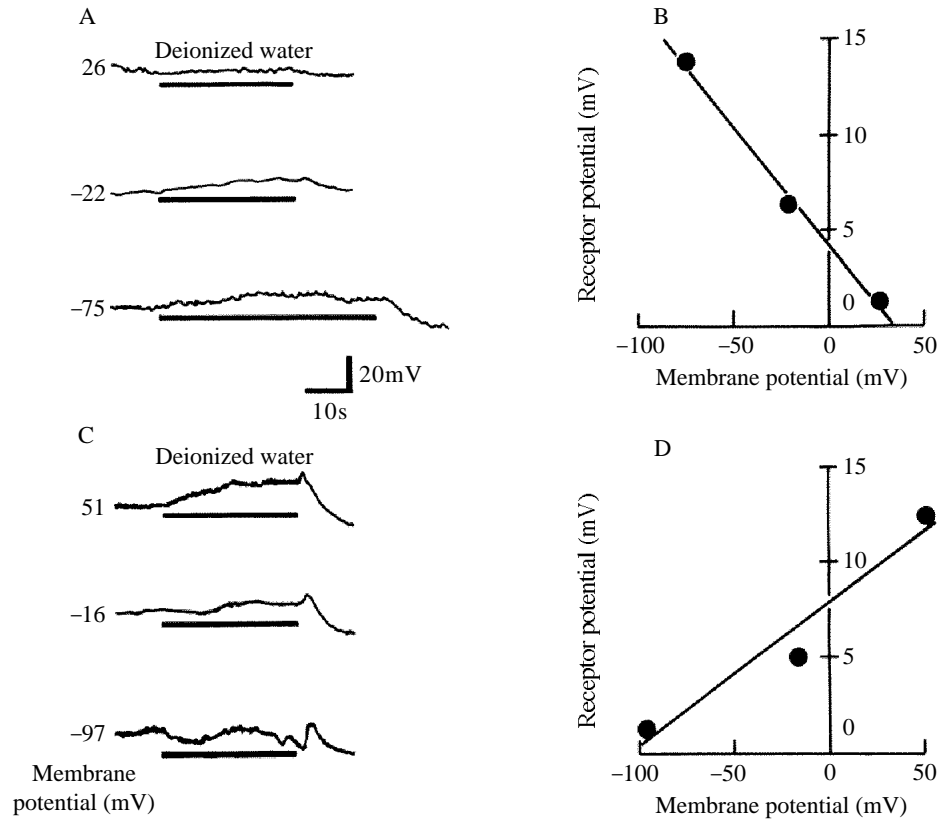 A
Deionized water
26
−22
−75
20mV
10s
B
Receptor potential (mV)
15
10
5
0
−100
−50
0
50
Membrane potential (mV)
C
Deionized water
51
−16
−97
Membrane
potential (mV)
D
Receptor potential (mV)
15
10
5
0
−100
−50
0
50
Membrane potential (mV)